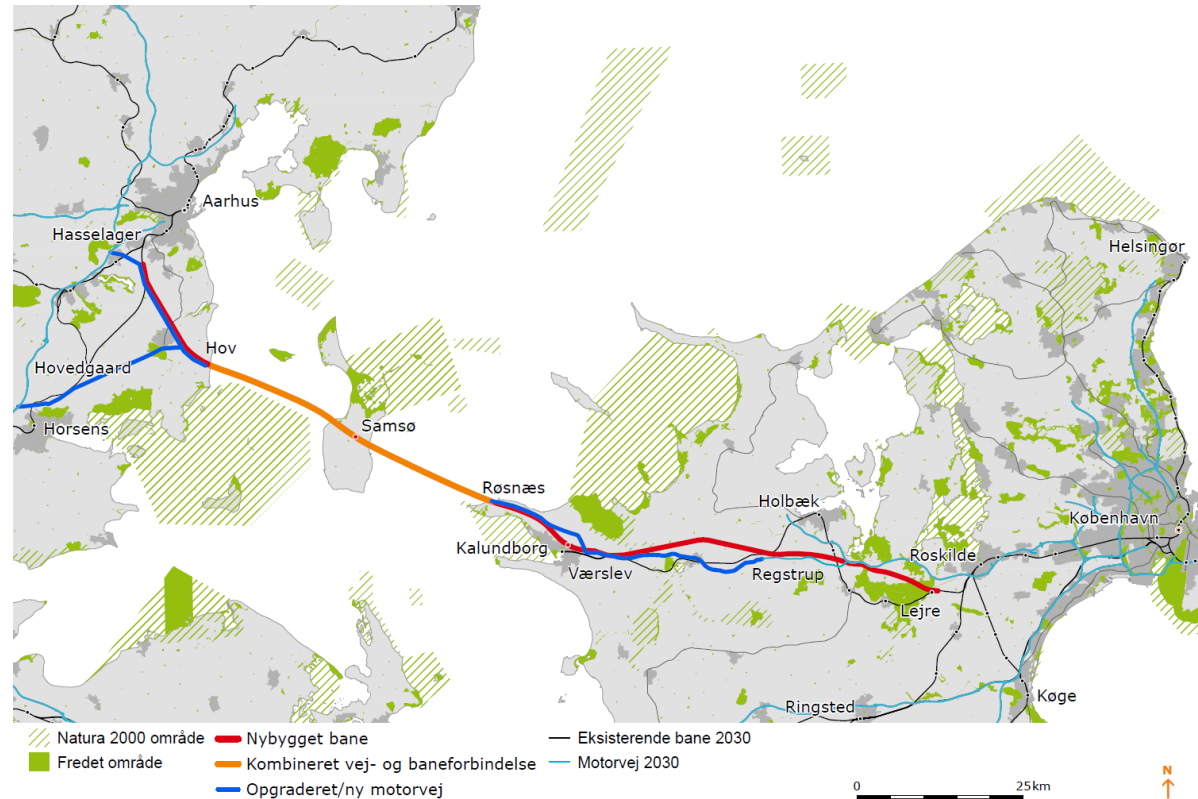 Helsingør
Aarhus
Hasselager
Hov
Hovedgaard
Samsø
Horsens
Røsnæs
Holbæk
København
Kalundborg
Roskilde
Værslev
Regstrup
Lejre
Køge
Ringsted
Natura 2000 område
Nybygget bane
Eksisterende bane 2030
Fredet område
Kombineret vej- og baneforbindelse
Motorvej 2030
Opgraderet/ny motorvej
0
25km
N